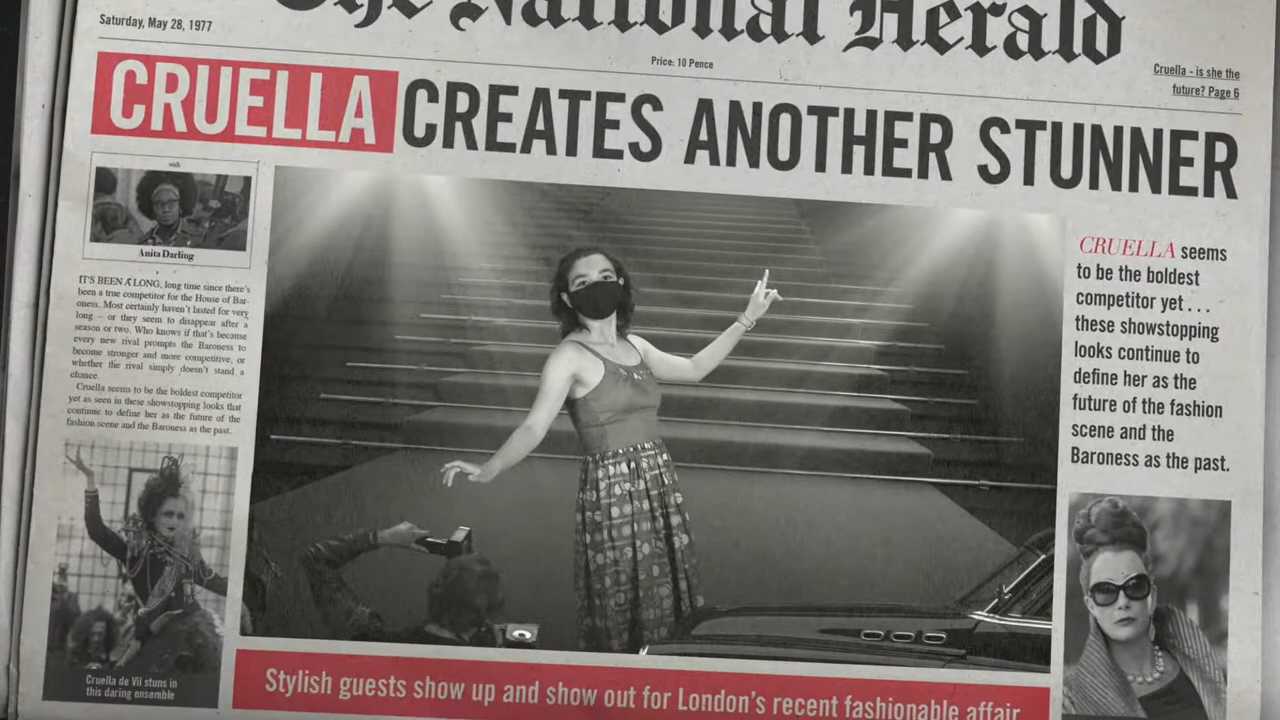 The National Herald
Saturday, May 28, 1977
Price: 10 Pence
Cruella - is she the
future? Page 6
CRUELLA CREATES ANOTHER STUNNER
with
Anita Darling
IT'S BEEN A LONG, long time since there's
been a true competitor for the House of Bar-
oness. Most certainly haven't lasted for very
long – or they seem to disappear after a
season or two. Who knows if that's because
every new rival prompts the Baroness to
become stronger and more competitive, or
whether the rival simply doesn't stand a
chance.
Cruella seems to be the boldest competitor
yet as seen in these showstopping looks that
continue to define her as the future of the
fashion scene and the Baroness as the past.
Cruella de Vil stuns in
this daring ensemble
CRUELLA seems
to be the boldest
competitor yet . . .
these showstopping
looks continue to
define her as the
future of the fashion
scene and the
Baroness as the past.
Stylish guests show up and show out for London's recent fashionable affair